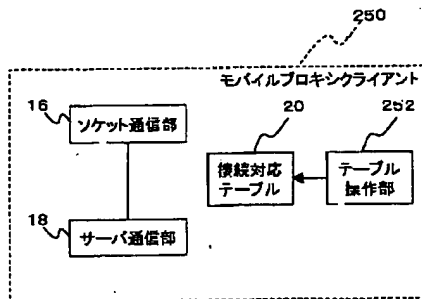 250
モバイルプロキシクライアント
16
ソケット通信部
20
252
接続対応
テーブル
テーブル
操作部
18
サーバ通信部